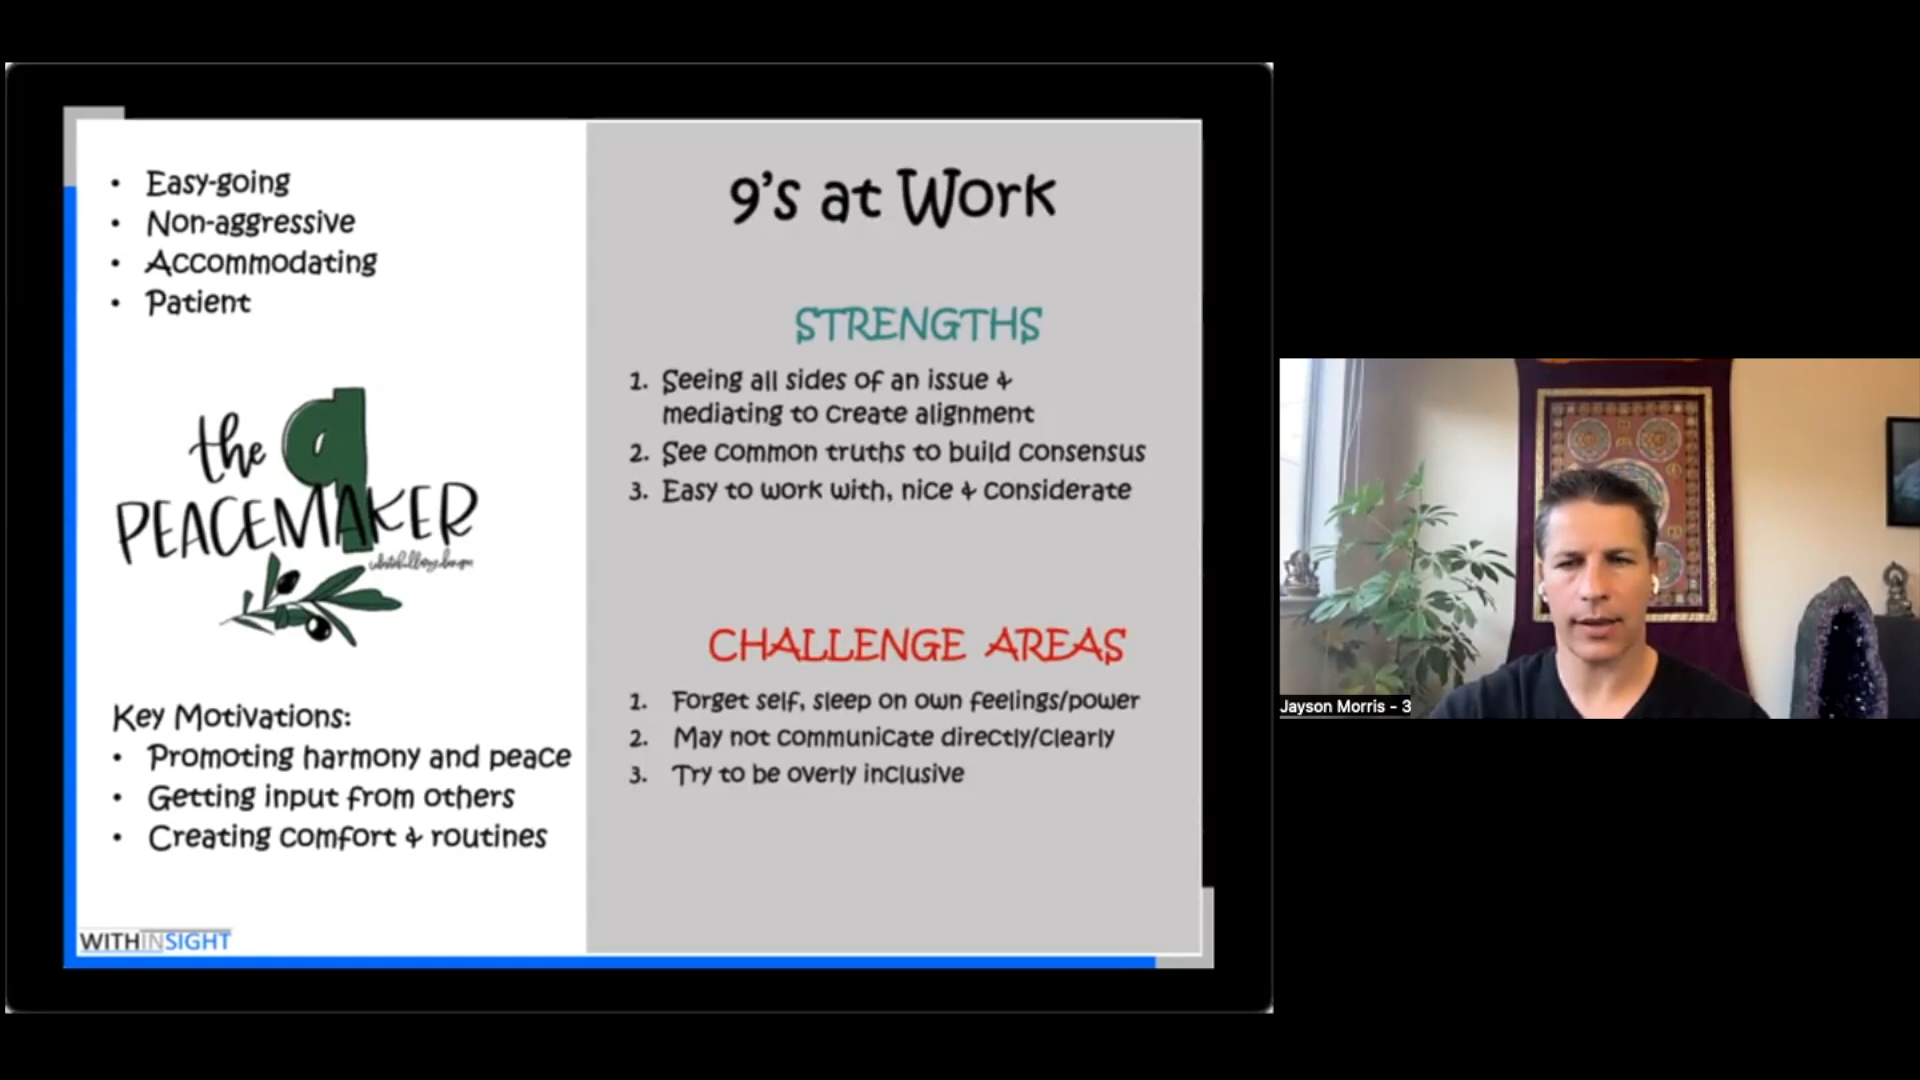 • Easy-going
• Non-aggressive
• Accommodating
• Patient
the 9
PEACEMAKER
Key Motivations:
• Promoting harmony and peace
• Getting input from others
• Creating comfort & routines
WITHINSIGHT
9's at Work
STRENGTHS
1. Seeing all sides of an issue &
mediating to create alignment
2. See common truths to build consensus
3. Easy to work with, nice & considerate
CHALLENGE AREAS
1. Forget self, sleep on own feelings/power
2. May not communicate directly/clearly
3. Try to be overly inclusive
Jayson Morris - 3